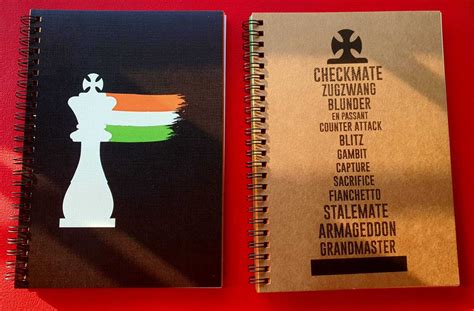 CHECKMATE
ZUGZWANG
BLUNDER
EN PASSANT
COUNTER ATTACK
BLITZ
GAMBIT
CAPTURE
SACRIFICE
FIANCHETTO
STALEMATE
ARMAGEDDON
GRANDMASTER